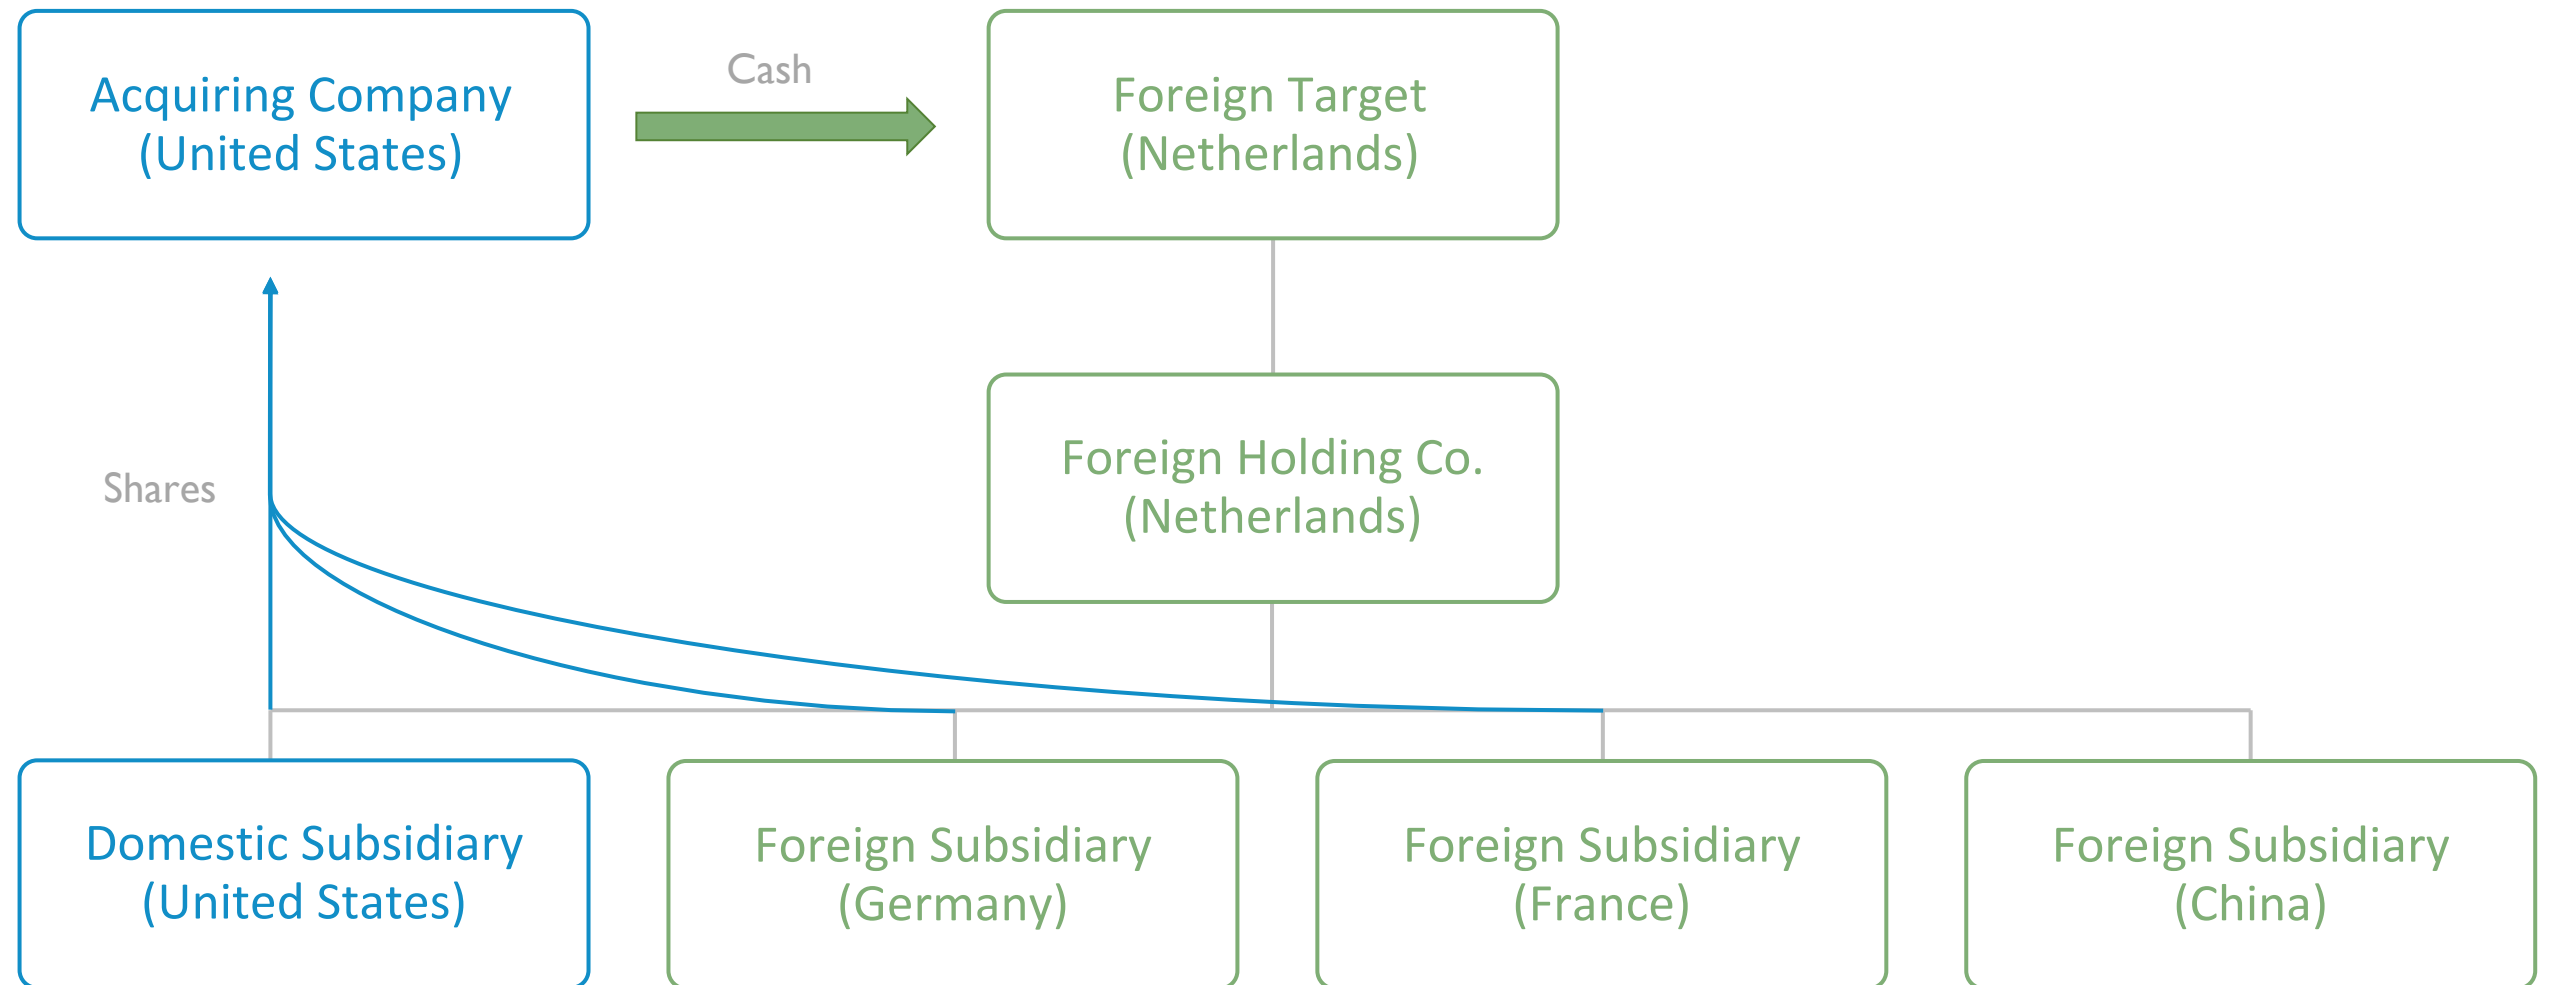 Acquiring Company
(United States)
Cash
Foreign Target
(Netherlands)
Foreign Holding Co.
(Netherlands)
Shares
Domestic Subsidiary
(United States)
Foreign Subsidiary
(Germany)
Foreign Subsidiary
(France)
Foreign Subsidiary
(China)